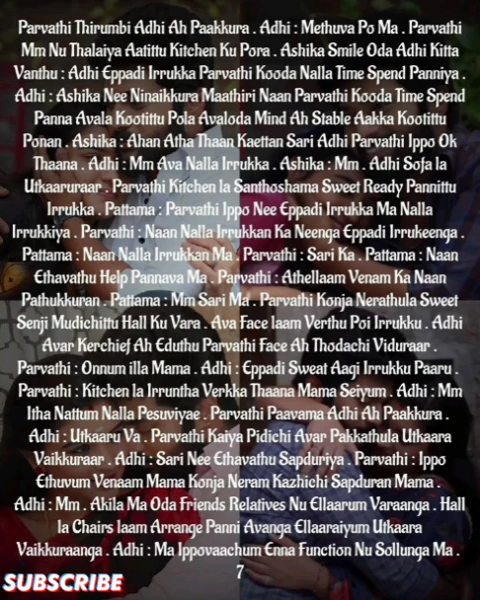 Parvathi Thirumbi Adhi Ah Paakkura . Adhi : Methuva Po Ma . Parvathi
Mm Nu Thalaiya Aatittu Kitchen Ku Pora . Ashika Smile Oda Adhi Kitta
Vanthu : Adhi Eppadi Irrukka Parvathi Kooda Nalla Time Spend Panniya .
Adhi : Ashika Nee Ninaikkura Maathiri Naan Parvathi Kooda Time Spend
Panna Avala Kootittu Pola Avaloda Mind Ah Stable Aakka Kootittu
Ponan . Ashika : Ahan Atha Thaan Kaettan Sari Adhi Parvathi Ippo Ok
Thaana . Adhi : Mm Ava Nalla Irrukka . Ashika : Mm . Adhi Sofa la
Utkaaruraar . Parvathi Kitchen la Santhoshama Sweet Ready Pannittu
Irrukka . Pattama : Parvathi Ippo Nee Eppadi Irrukka Ma Nalla
Irrukkiya . Parvathi : Naan Nalla Irrukkan Ka Neenga Eppadi Irrukeenga .
Pattama : Naan Nalla Irrukkan Ma . Parvathi : Sari Ka . Pattama : Naan
Ethavathu Help Pannava Ma . Parvathi : Athellaam Venam Ka Naan
Pathukkuran . Pattama : Mm Sari Ma . Parvathi Konja Nerathula Sweet
Senji Mudichittu Hall Ku Vara . Ava Face laam Verthu Poi Irrukku . Adhi
Avar Kerchief Ah Eduthu Parvathi Face Ah Thodachi Viduraar .
Parvathi : Onnum illa Mama . Adhi : Eppadi Sweat Aagi Irrukku Paaru .
Parvathi : Kitchen la Irruntha Verkka Thaana Mama Seiyum . Adhi : Mm
Itha Nattum Nalla Pesuviyae . Parvathi Paavama Adhi Ah Paakkura .
Adhi : Utkaaru Va . Parvathi Kaiya Pidichi Avar Pakkathula Utkaara
Vaikkuraar . Adhi : Sari Nee Ethavathu Sapduriya . Parvathi : Ippo
Ethuvum Venaam Mama Konja Neram Kazhichi Sapduran Mama .
Adhi : Mm . Akila Ma Oda Friends Relatives Nu Ellaarum Varaanga . Hall
la Chairs laam Arrange Panni Avanga Ellaaraiyum Utkaara
Vaikkuraanga . Adhi : Ma Ippovaachum Enna Function Nu Sollunga Ma .
7
SUBSCRIBE